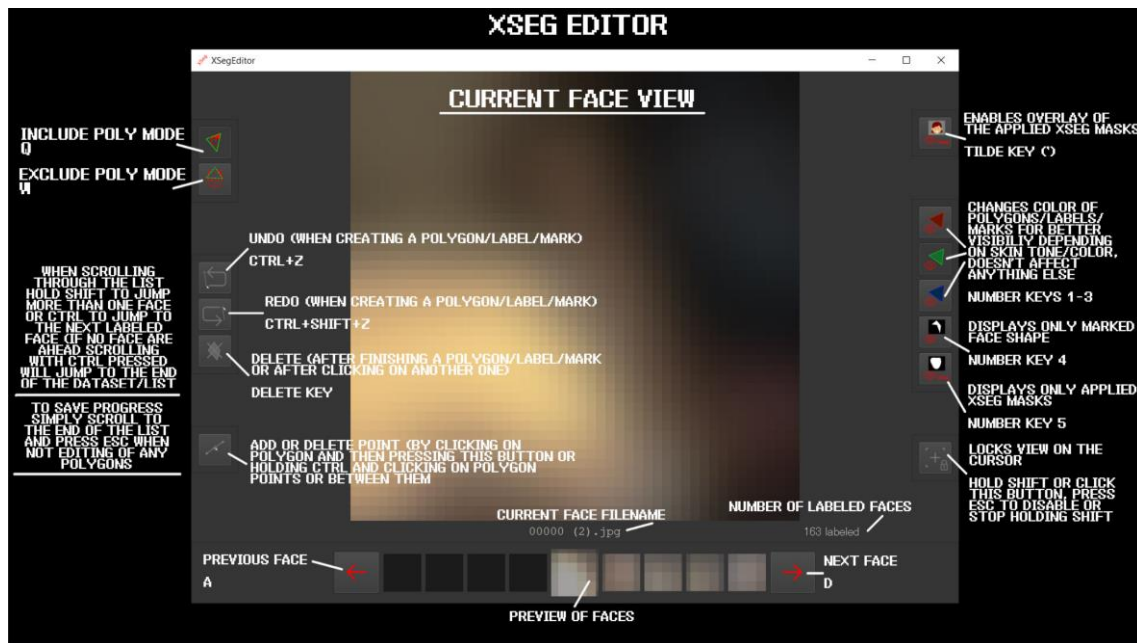 XSEG EDITOR
XSegEditor
CURRENT FACE VIEW
INCLUDE POLY MODE
Q
EXCLUDE POLY MODE
W
UNDO (WHEN CREATING A POLYGON/LABEL/MARK)
CTRL+Z
REDO (WHEN CREATING A POLYGON/LABEL/MARK)
CTRL+SHIFT+Z
DELETE (AFTER FINISHING A POLYGON/LABEL/MARK
OR AFTER CLICKING ON ANOTHER ONE)
DELETE KEY
ADD OR DELETE POINT (BY CLICKING ON
POLYGON AND THEN PRESSING THIS BUTTON OR
HOLDING CTRL AND CLICKING ON POLYGON
POINTS OR BETWEEN THEM
WHEN SCROLLING
THROUGH THE LIST
HOLD SHIFT TO JUMP
MORE THAN ONE FACE
OR CTRL TO JUMP TO
THE NEXT LABELED
FACE (IF NO FACE ARE
AHEAD SCROLLING
WITH CTRL PRESSED
WILL JUMP TO THE END
OF THE DATASET/LIST
TO SAVE PROGRESS
SIMPLY SCROLL TO
THE END OF THE LIST
AND PRESS ESC WHEN
NOT EDITING OF ANY
POLYGONS
ENABLES OVERLAY OF
THE APPLIED XSEG MASKS
TILDE KEY (')
CHANGES COLOR OF
POLYGONS/LABELS/
MARKS FOR BETTER
VISIBILIY DEPENDING
ON SKIN TONE/COLOR,
DOESN'T AFFECT
ANYTHING ELSE
NUMBER KEYS 1-3
DISPLAYS ONLY MARKED
FACE SHAPE
NUMBER KEY 4
DISPLAYS ONLY APPLIED
XSEG MASKS
NUMBER KEY 5
LOCKS VIEW ON THE
CURSOR
HOLD SHIFT OR CLICK
THIS BUTTON, PRESS
ESC TO DISABLE OR
STOP HOLDING SHIFT
CURRENT FACE FILENAME
00000 (2).jpg
NUMBER OF LABELED FACES
163 labeled
PREVIOUS FACE
A
NEXT FACE
D
PREVIEW OF FACES